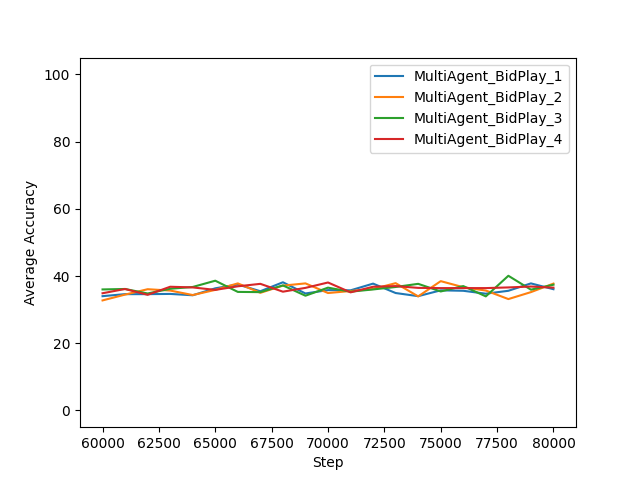 MultiAgent_BidPlay_1
MultiAgent_BidPlay_2
MultiAgent_BidPlay_3
MultiAgent_BidPlay_4
Average Accuracy
100
80
60
40
20
0
60000 62500 65000 67500 70000 72500 75000 77500 80000
Step